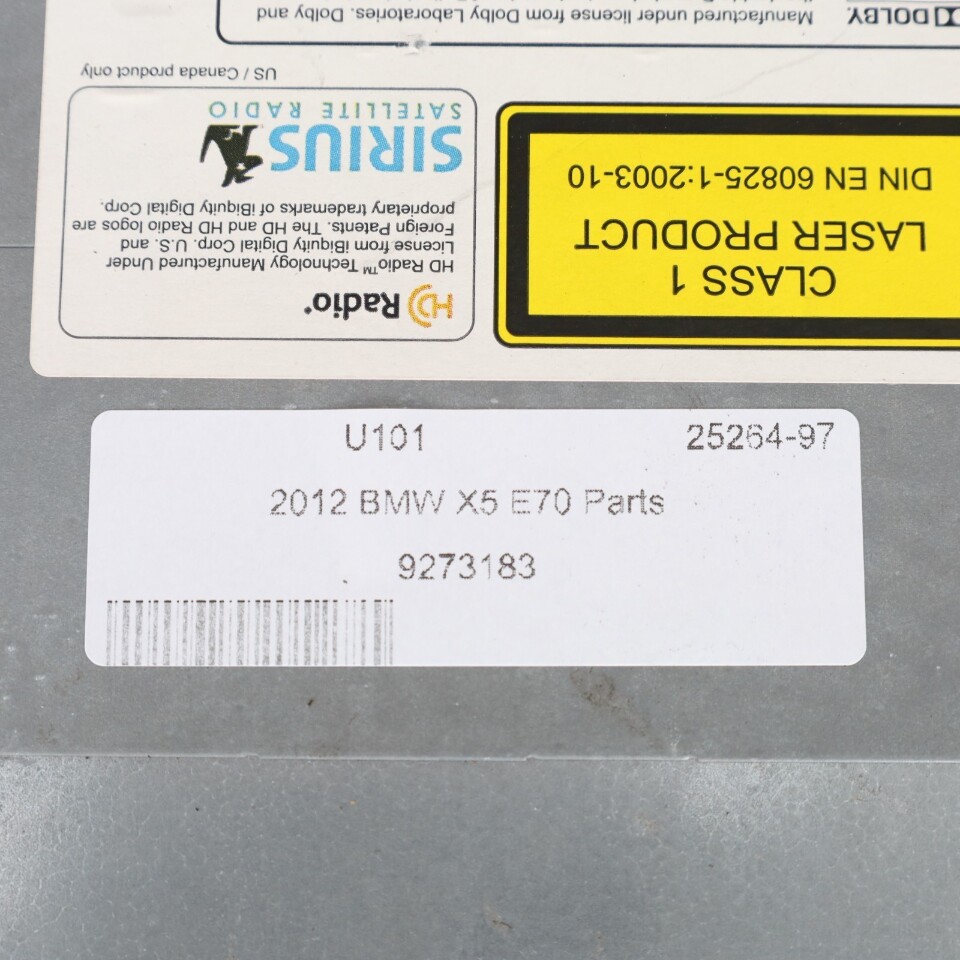 Manufactured under license from Dolby Laboratories. Dolby and
DOLBY
US / Canada product only
HD Radio®
HD Radio™ Technology Manufactured Under
License from iBiquity Digital Corp. and U.S. and
Foreign Patents. The HD and HD Radio logos are
proprietary trademarks of iBiquity Digital Corp.
SIRIUS
SATELLITE RADIO
CLASS 1
LASER PRODUCT
DIN EN 60825-1:2003-10
U101 25264-97
2012 BMW X5 E70 Parts
9273183